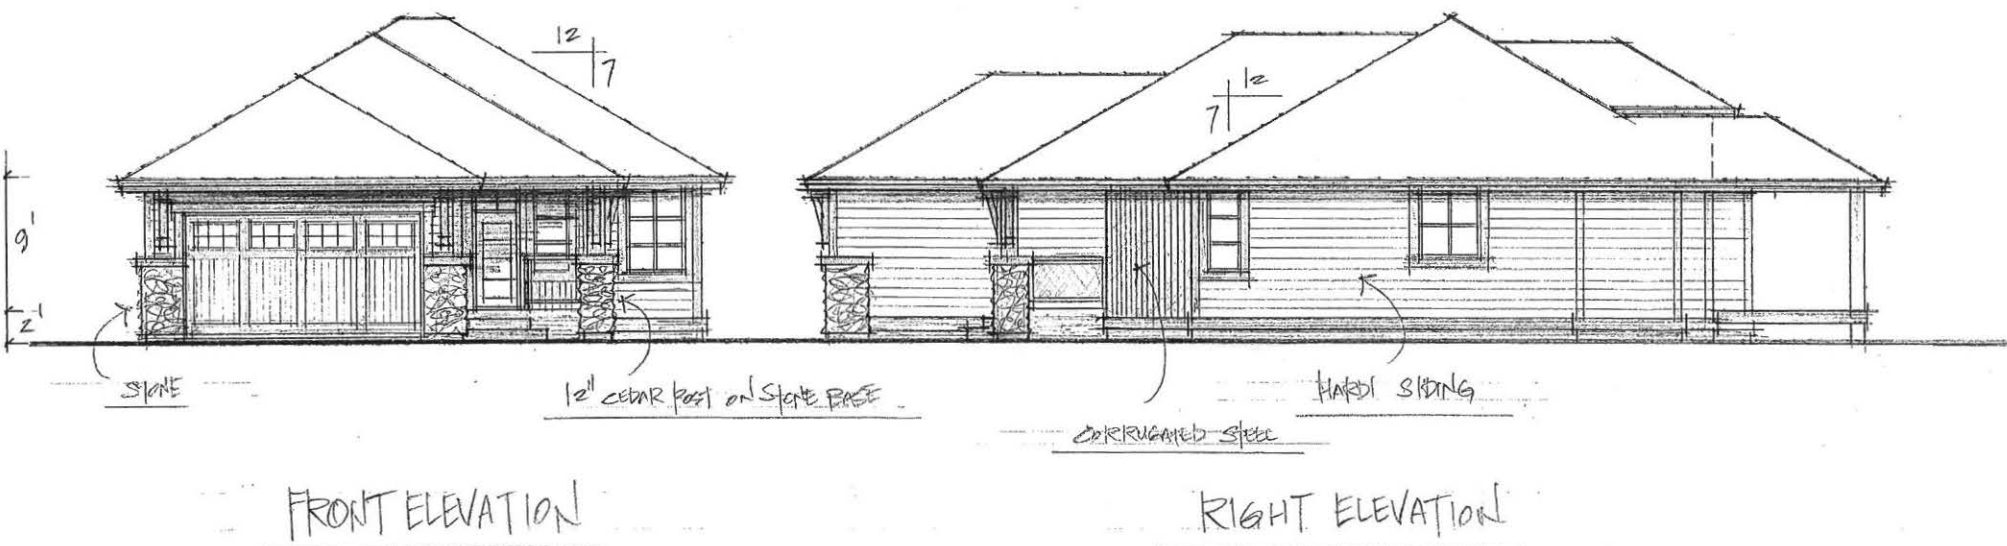 12
7
12
7
9'
2'
STONE
12" CEDAR POST ON STONE BASE
HARDI SIDING
CORRUGATED STEEL
FRONT ELEVATION
RIGHT ELEVATION